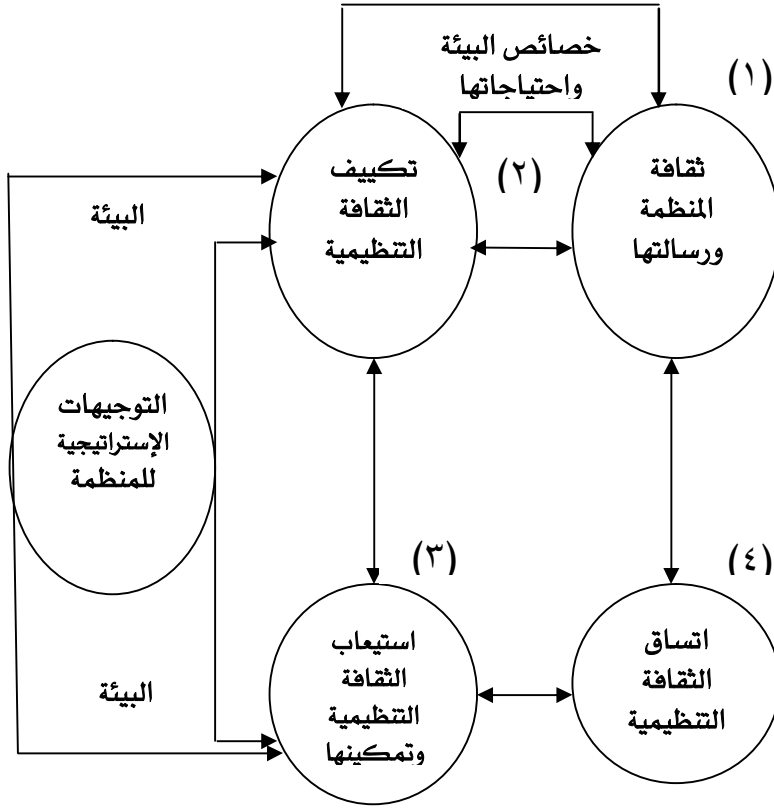 خصائص البيئة
واحتياجاتها
(١)
ثقافة
المنظمة
ورسالتها
(٢)
تكييف
الثقافة
التنظيمية
البيئة
التوجيهات
الإستراتيجية
للمنظمة
(٣)
استيعاب
الثقافة
التنظيمية
وتمكينها
(٤)
اتساق
الثقافة
التنظيمية
البيئة